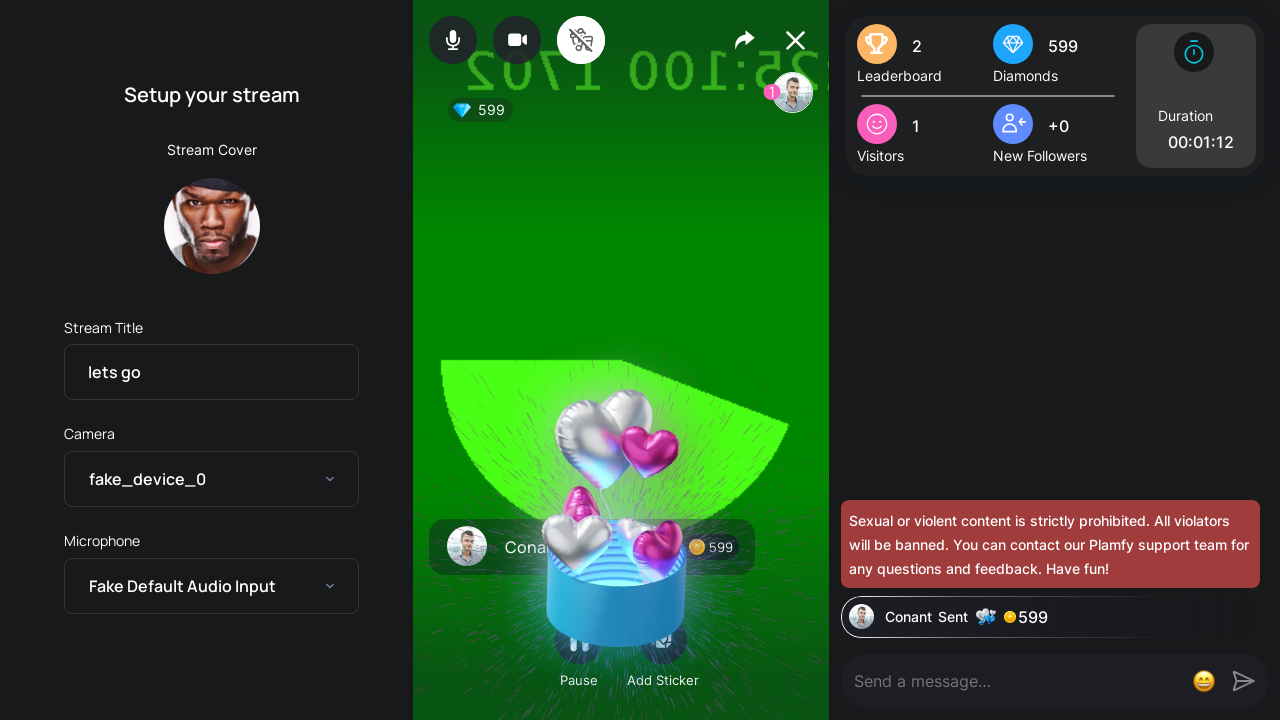 Setup your stream
Stream Cover
Stream Title
lets go
Camera
fake_device_0
Microphone
Fake Default Audio Input
599
1
Cona
599
Pause
Add Sticker
2
Leaderboard
599
Diamonds
1
Visitors
+0
New Followers
Duration
00:01:12
Sexual or violent content is strictly prohibited. All violators
will be banned. You can contact our Plamfy support team for
any questions and feedback. Have fun!
Conant Sent 599
Send a message...